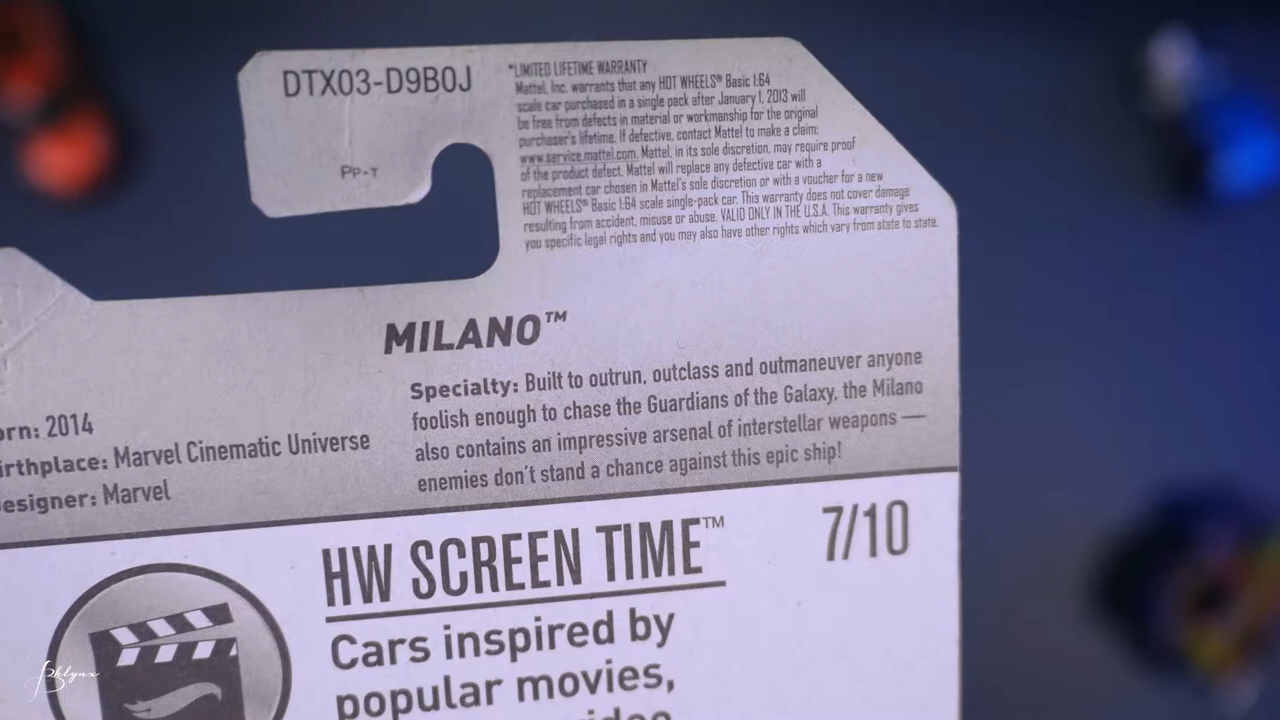 DTX03-D9B0J
PP-T
*LIMITED LIFETIME WARRANTY
Mattel, Inc. warrants that any HOT WHEELS® Basic 1:64
scale car purchased in a single pack after January 1, 2013 will
be free from defects in material or workmanship for the original
purchaser's lifetime. If defective, contact Mattel to make a claim:
www.service.mattel.com. Mattel, in its sole discretion, may require proof
of the product defect. Mattel will replace any defective car with a
replacement car chosen in Mattel's sole discretion or with a voucher for a new
HOT WHEELS® Basic 1:64 scale single-pack car. This warranty does not cover damage
resulting from accident, misuse or abuse. VALID ONLY IN THE U.S.A. This warranty gives
you specific legal rights and you may also have other rights which vary from state to state.
MILANO™
orn: 2014
irthplace: Marvel Cinematic Universe
esigner: Marvel
Specialty: Built to outrun, outclass and outmaneuver anyone
foolish enough to chase the Guardians of the Galaxy, the Milano
also contains an impressive arsenal of interstellar weapons —
enemies don't stand a chance against this epic ship!
HW SCREEN TIME™
7/10
Cars inspired by
popular movies,